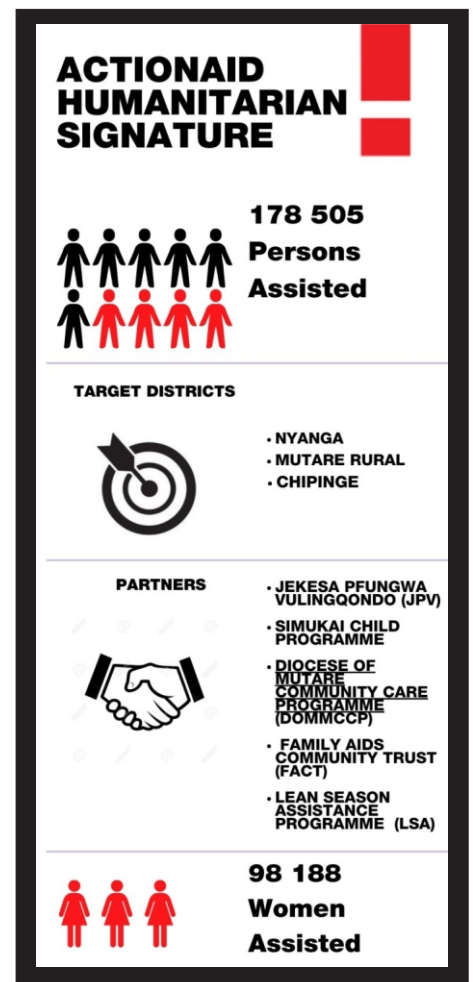 ACTIONAID
HUMANITARIAN
SIGNATURE
178 505
Persons
Assisted
TARGET DISTRICTS
• NYANGA
• MUTARE RURAL
• CHIPINGE
PARTNERS
• JEKESA PFUNGWA
VULINGQONDO (JPV)
• SIMUKAI CHILD
PROGRAMME
• DIOCESE OF
MUTARE
COMMUNITY CARE
PROGRAMME
(DOMMCCP)
• FAMILY AIDS
COMMUNITY TRUST
(FACT)
• LEAN SEASON
ASSISTANCE
PROGRAMME (LSA)
98 188
Women
Assisted